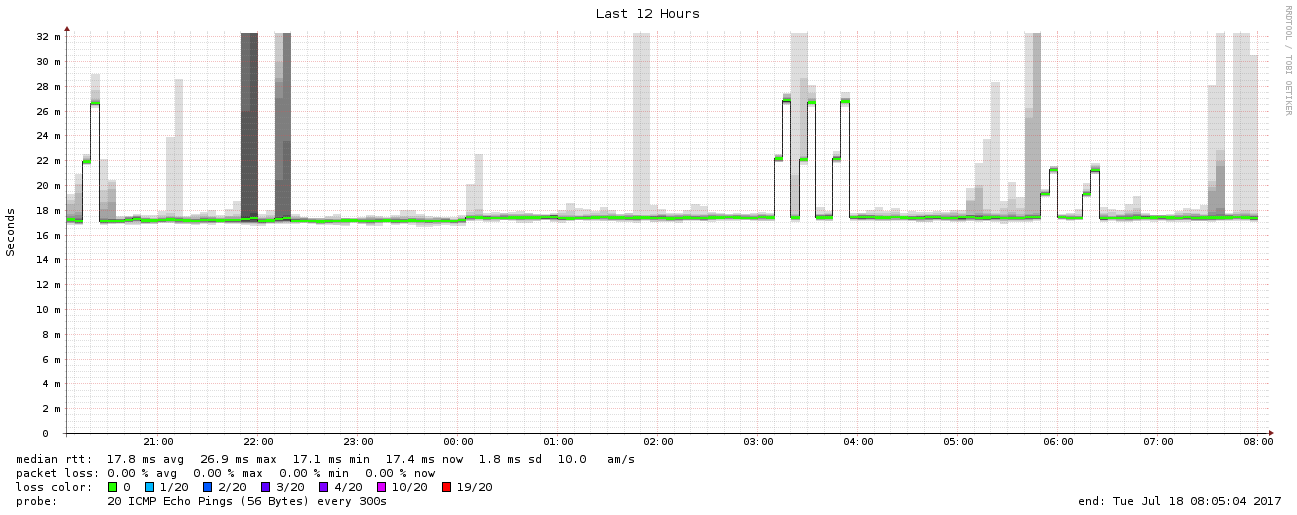 Last 12 Hours
RRDTOOL / TOBI OETIKER
Seconds
32 m
30 m
28 m
26 m
24 m
22 m
20 m
18 m
16 m
14 m
12 m
10 m
8 m
6 m
4 m
2 m
0
21:00 22:00 23:00 00:00 01:00 02:00 03:00 04:00 05:00 06:00 07:00 08:00
median rtt: 17.8 ms avg 26.9 ms max 17.1 ms min 17.4 ms now 1.8 ms sd 10.0 am/s
packet loss: 0.00 % avg 0.00 % max 0.00 % min 0.00 % now
loss color: 0 1/20 2/20 3/20 4/20 10/20 19/20
probe: 20 ICMP Echo Pings (56 Bytes) every 300s end: Tue Jul 18 08:05:04 2017